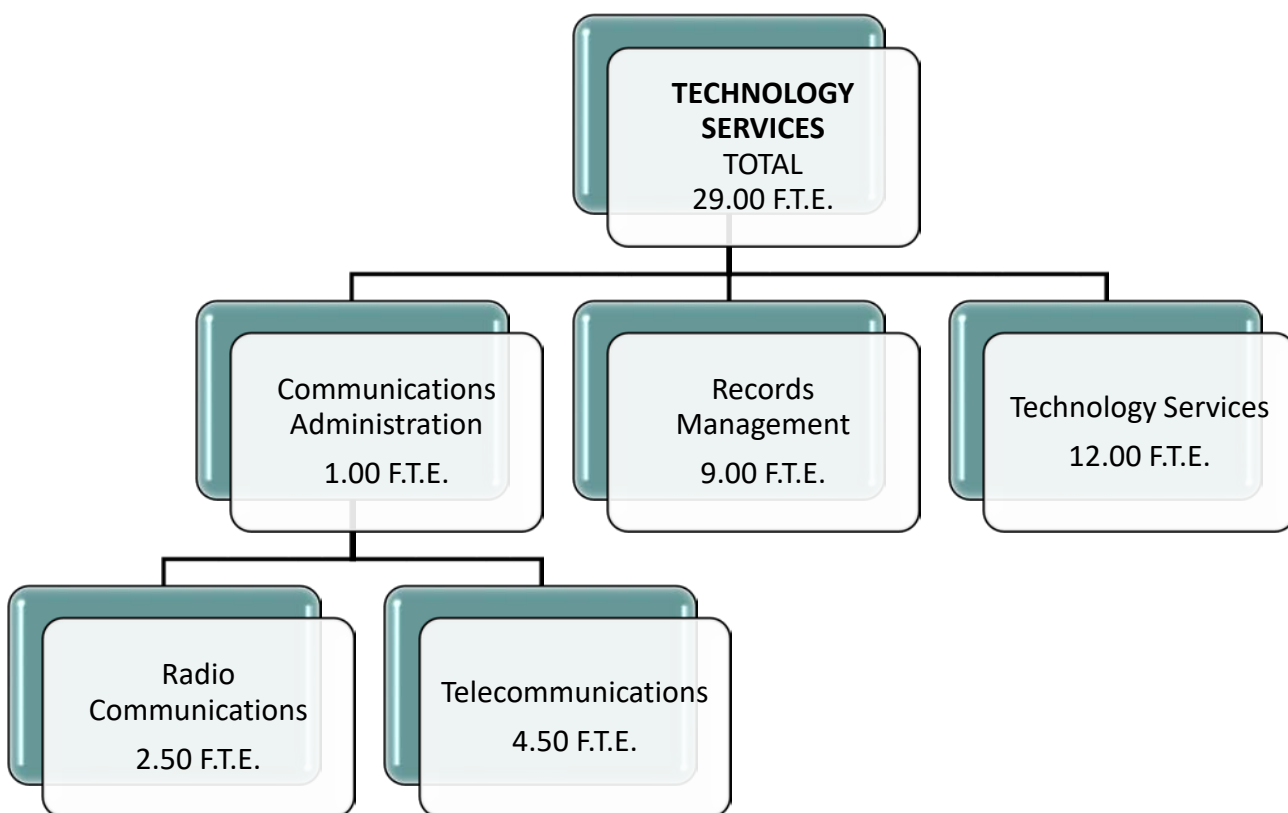 TECHNOLOGY
SERVICES
TOTAL
29.00 F.T.E.
Communications
Administration
1.00 F.T.E.
Records
Management
9.00 F.T.E.
Technology Services
12.00 F.T.E.
Radio
Communications
2.50 F.T.E.
Telecommunications
4.50 F.T.E.